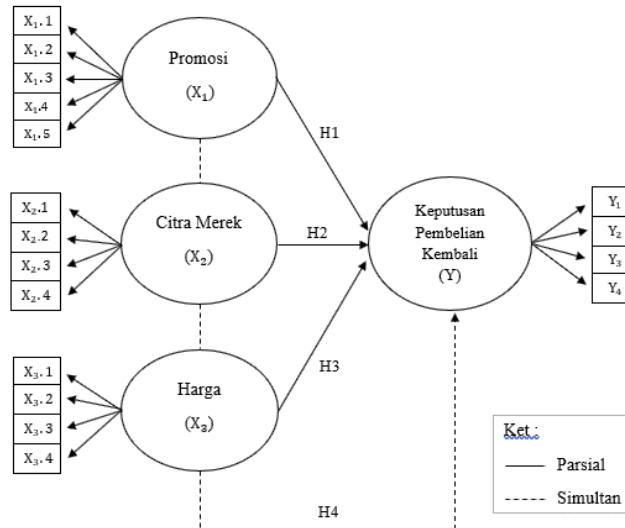 X₁.1
X₁.2
X₁.3
X₁.4
X₁.5
Promosi
(X₁)
H1
X₂.1
X₂.2
X₂.3
X₂.4
Citra Merek
(X₂)
H2
Keputusan
Pembelian
Kembali
(Y)
Y₁
Y₂
Y₃
Y₄
X₃.1
X₃.2
X₃.3
X₃.4
Harga
(X₃)
H3
H4
Ket :
Parsial
Simultan